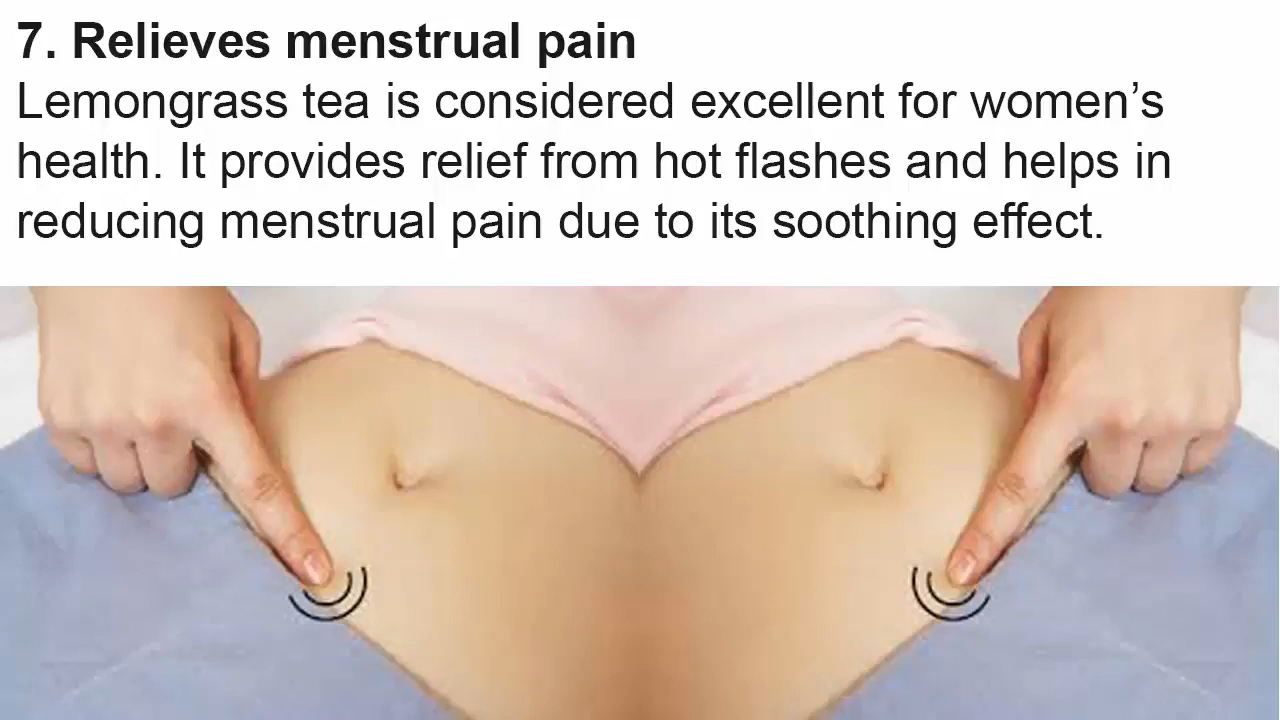 7. Relieves menstrual pain
Lemongrass tea is considered excellent for women’s
health. It provides relief from hot flashes and helps in
reducing menstrual pain due to its soothing effect.